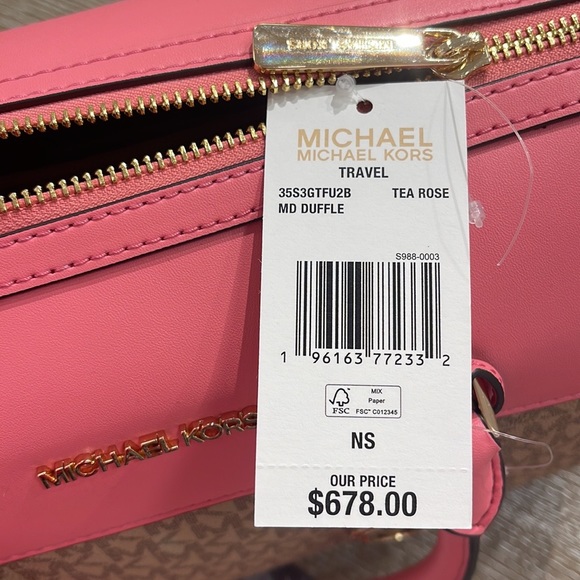 MICHAEL
MICHAEL KORS
TRAVEL
35S3GTFU2B TEA ROSE
MD DUFFLE
S988-0003
1 96163 77233 2
FSC
MIX
Paper
FSC™ C012345
NS
OUR PRICE
$678.00
MICHAEL KORS